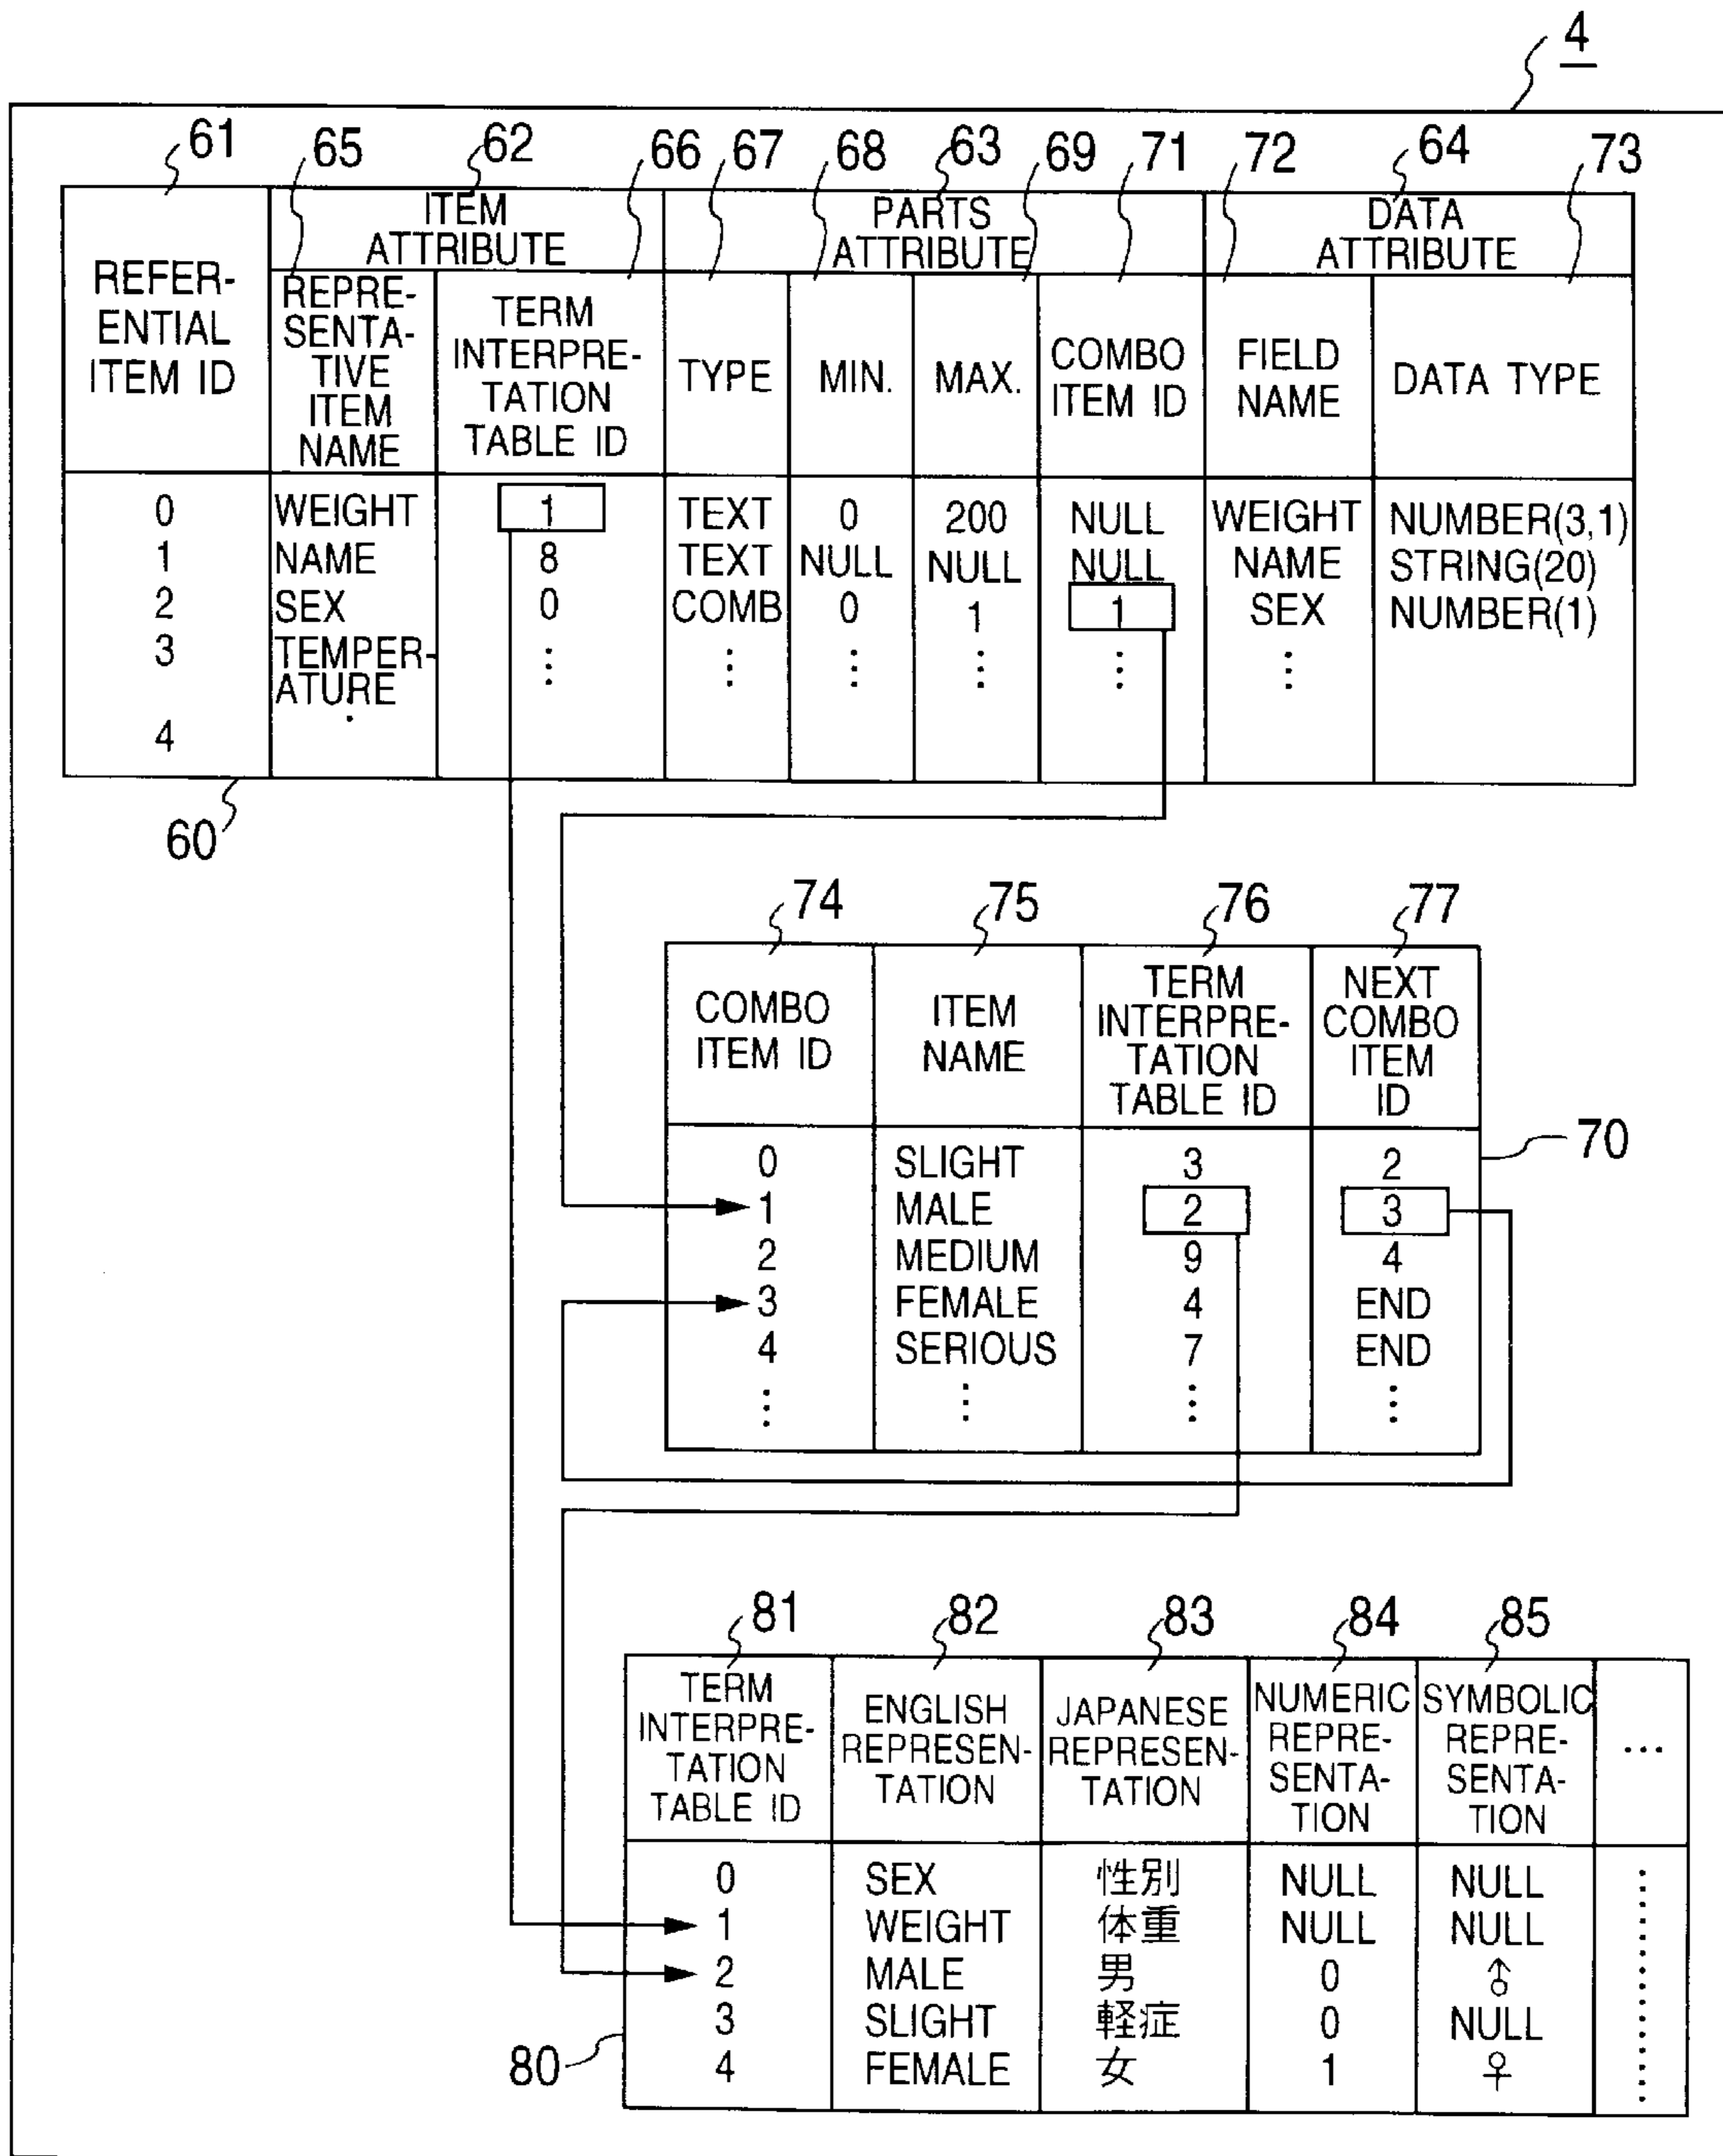 4
61 65 62 66 67 68 63 69 71 72 64 73
REFER-
ENTIAL
ITEM ID
ITEM
ATTRIBUTE
PARTS
ATTRIBUTE
DATA
ATTRIBUTE
REPRE-
SENTA-
TIVE
ITEM
NAME
TERM
INTERPRE-
TATION
TABLE ID
TYPE
MIN.
MAX.
COMBO
ITEM ID
FIELD
NAME
DATA TYPE
0 WEIGHT 1 TEXT 0 200 NULL WEIGHT NUMBER(3,1)
1 NAME 8 TEXT NULL NULL NULL NAME STRING(20)
2 SEX 0 COMB 0 1 1 SEX NUMBER(1)
3 TEMPER- ⋮ ⋮ ⋮ ⋮ ⋮ ⋮
ATURE
4
60
74 75 76 77
COMBO
ITEM ID
ITEM
NAME
TERM
INTERPRE-
TATION
TABLE ID
NEXT
COMBO
ITEM
ID
70
0 SLIGHT 3 2
1 MALE 2 3
2 MEDIUM 9 4
3 FEMALE 4 END
4 SERIOUS 7 END
⋮ ⋮ ⋮ ⋮
81 82 83 84 85
TERM
INTERPRE-
TATION
TABLE ID
ENGLISH
REPRESEN-
TATION
JAPANESE
REPRESEN-
TATION
NUMERIC
REPRE-
SENTA-
TION
SYMBOLIC
REPRE-
SENTA-
TION
...
0 SEX 性別 NULL NULL
1 WEIGHT 体重 NULL NULL
2 MALE 男 0 ♂
3 SLIGHT 軽症 0 NULL
4 FEMALE 女 1 ♀
80